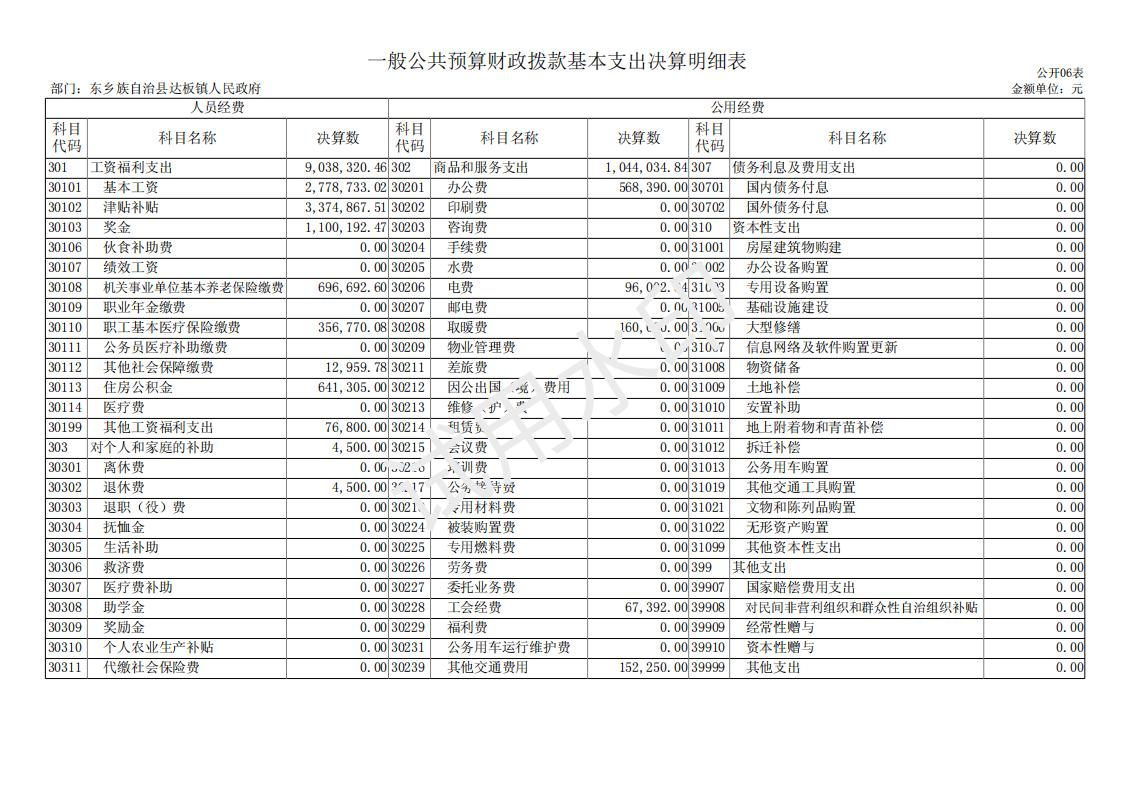 一般公共预算财政拨款基本支出决算明细表
公开06表
部门：东乡族自治县达板镇人民政府 金额单位：元
人员经费 公用经费
科目代码 科目名称 决算数 科目代码 科目名称 决算数 科目代码 科目名称 决算数
301 工资福利支出 9,038,320.46 302 商品和服务支出 1,044,034.84 307 债务利息及费用支出 0.00
30101 基本工资 2,778,733.02 30201 办公费 568,390.00 30701 国内债务付息 0.00
30102 津贴补贴 3,374,867.51 30202 印刷费 0.00 30702 国外债务付息 0.00
30103 奖金 1,100,192.47 30203 咨询费 0.00 310 资本性支出 0.00
30106 伙食补助费 0.00 30204 手续费 0.00 31001 房屋建筑物购建 0.00
30107 绩效工资 0.00 30205 水费 0.00 31002 办公设备购置 0.00
30108 机关事业单位基本养老保险缴费 696,692.60 30206 电费 31003 专用设备购置 0.00
30109 职业年金缴费 0.00 30207 邮电费 0.00 31005 基础设施建设 0.00
30110 职工基本医疗保险缴费 356,770.08 30208 取暖费 31006 大型修缮 0.00
30111 公务员医疗补助缴费 0.00 30209 物业管理费 0.00 31007 信息网络及软件购置更新 0.00
30112 其他社会保障缴费 12,959.78 30211 差旅费 0.00 31008 物资储备 0.00
30113 住房公积金 641,305.00 30212 因公出国（境）费用 0.00 31009 土地补偿 0.00
30114 医疗费 0.00 30213 维修（护）费 0.00 31010 安置补助 0.00
30199 其他工资福利支出 76,800.00 30214 租赁费 0.00 31011 地上附着物和青苗补偿 0.00
303 对个人和家庭的补助 4,500.00 30215 会议费 0.00 31012 拆迁补偿 0.00
30301 离休费 0.00 30216 培训费 0.00 31013 公务用车购置 0.00
30302 退休费 4,500.00 30217 公务接待费 0.00 31019 其他交通工具购置 0.00
30303 退职（役）费 0.00 30218 专用材料费 0.00 31021 文物和陈列品购置 0.00
30304 抚恤金 0.00 30224 被装购置费 0.00 31022 无形资产购置 0.00
30305 生活补助 0.00 30225 专用燃料费 0.00 31099 其他资本性支出 0.00
30306 救济费 0.00 30226 劳务费 0.00 399 其他支出 0.00
30307 医疗费补助 0.00 30227 委托业务费 0.00 39907 国家赔偿费用支出 0.00
30308 助学金 0.00 30228 工会经费 67,392.00 39908 对民间非营利组织和群众性自治组织补贴 0.00
30309 奖励金 0.00 30229 福利费 0.00 39909 经常性赠与 0.00
30310 个人农业生产补贴 0.00 30231 公务用车运行维护费 0.00 39910 资本性赠与 0.00
30311 代缴社会保险费 0.00 30239 其他交通费用 152,250.00 39999 其他支出 0.00
试用水印